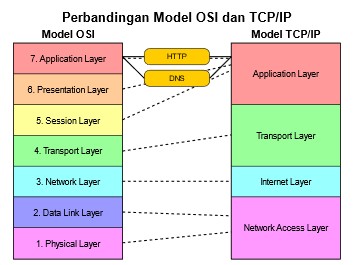 Perbandingan Model OSI dan TCP/IP
Model OSI
Model TCP/IP
7. Application Layer
6. Presentation Layer
5. Session Layer
4. Transport Layer
3. Network Layer
2. Data Link Layer
1. Physical Layer
HTTP
DNS
Application Layer
Transport Layer
Internet Layer
Network Access Layer